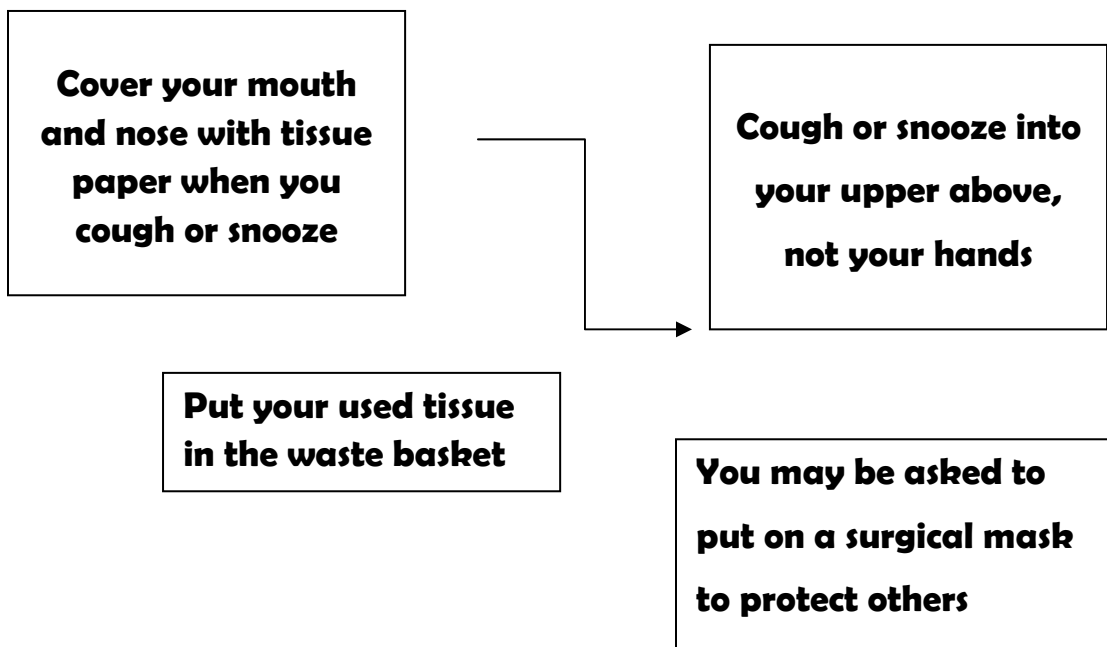 Cover your mouth
and nose with tissue
paper when you
cough or snooze
Cough or snooze into
your upper above,
not your hands
Put your used tissue
in the waste basket
You may be asked to
put on a surgical mask
to protect others